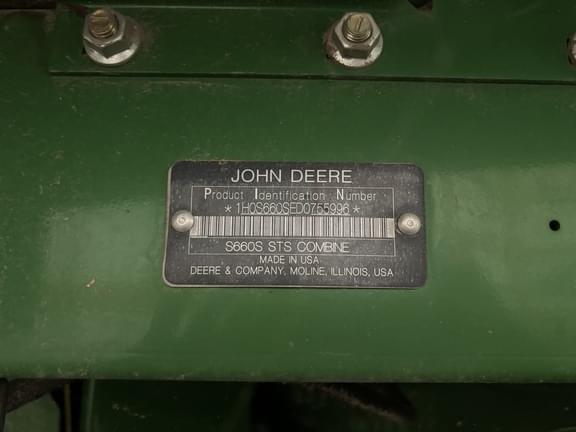 JOHN DEERE
Product Identification Number
*1H0S660SED0755996*
S660S STS COMBINE
MADE IN USA
DEERE & COMPANY, MOLINE, ILLINOIS, USA